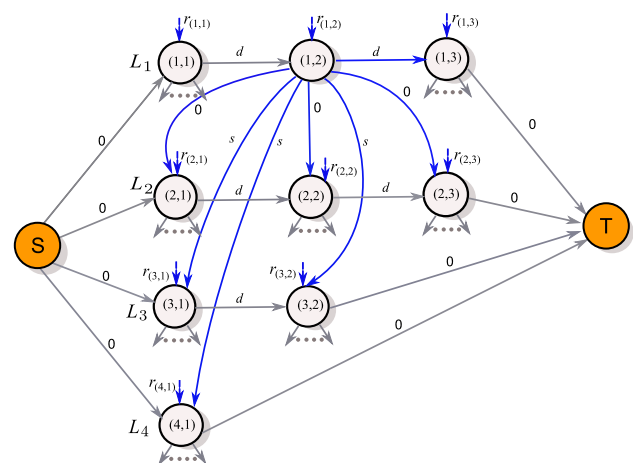 r(1,1) r(1,2) r(1,3)
L1 (1,1) d (1,2) d (1,3)
0 0 0 0 0
s s s
r(2,1) r(2,2) r(2,3)
L2 (2,1) d (2,2) d (2,3)
0 0
S T
r(3,1) r(3,2)
0 0
L3 (3,1) d (3,2)
0 0
r(4,1)
L4 (4,1)